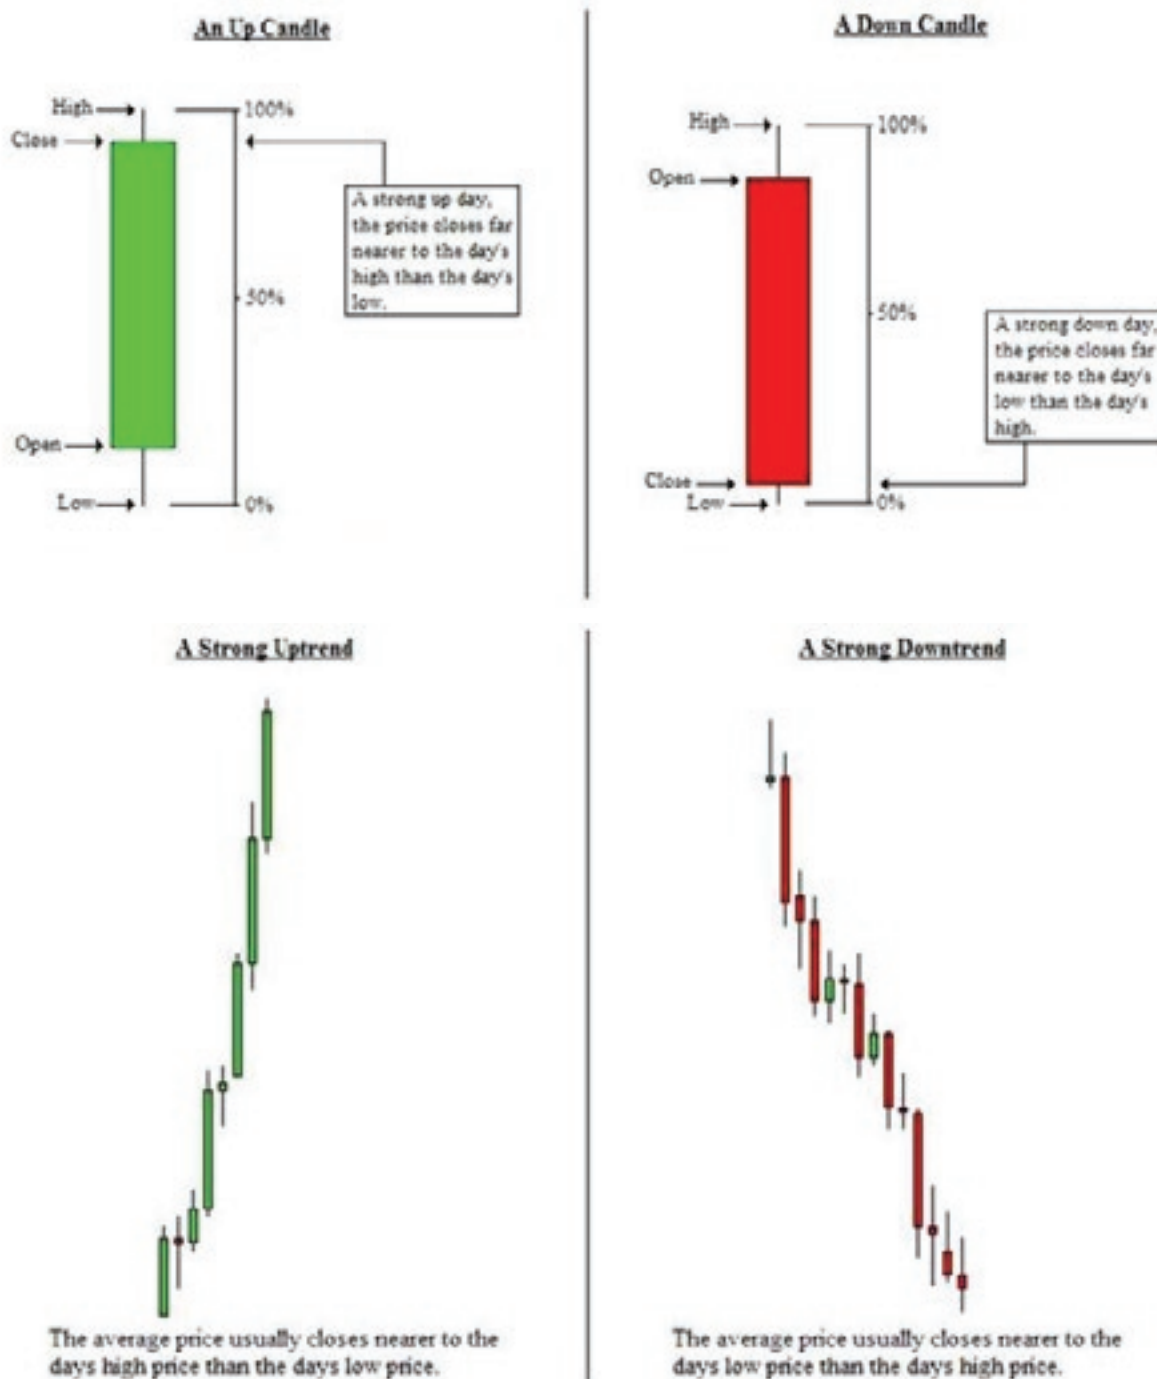 An Up Candle
High
100%
Close
A strong up day,
the price closes far
nearer to the day's
high than the day's
low.
50%
Open
Low
0%
A Down Candle
High
100%
Open
50%
A strong down day,
the price closes far
nearer to the day's
low than the day's
high.
Close
Low
0%
A Strong Uptrend
The average price usually closes nearer to the
days high price than the days low price.
A Strong Downtrend
The average price usually closes nearer to the
days low price than the days high price.